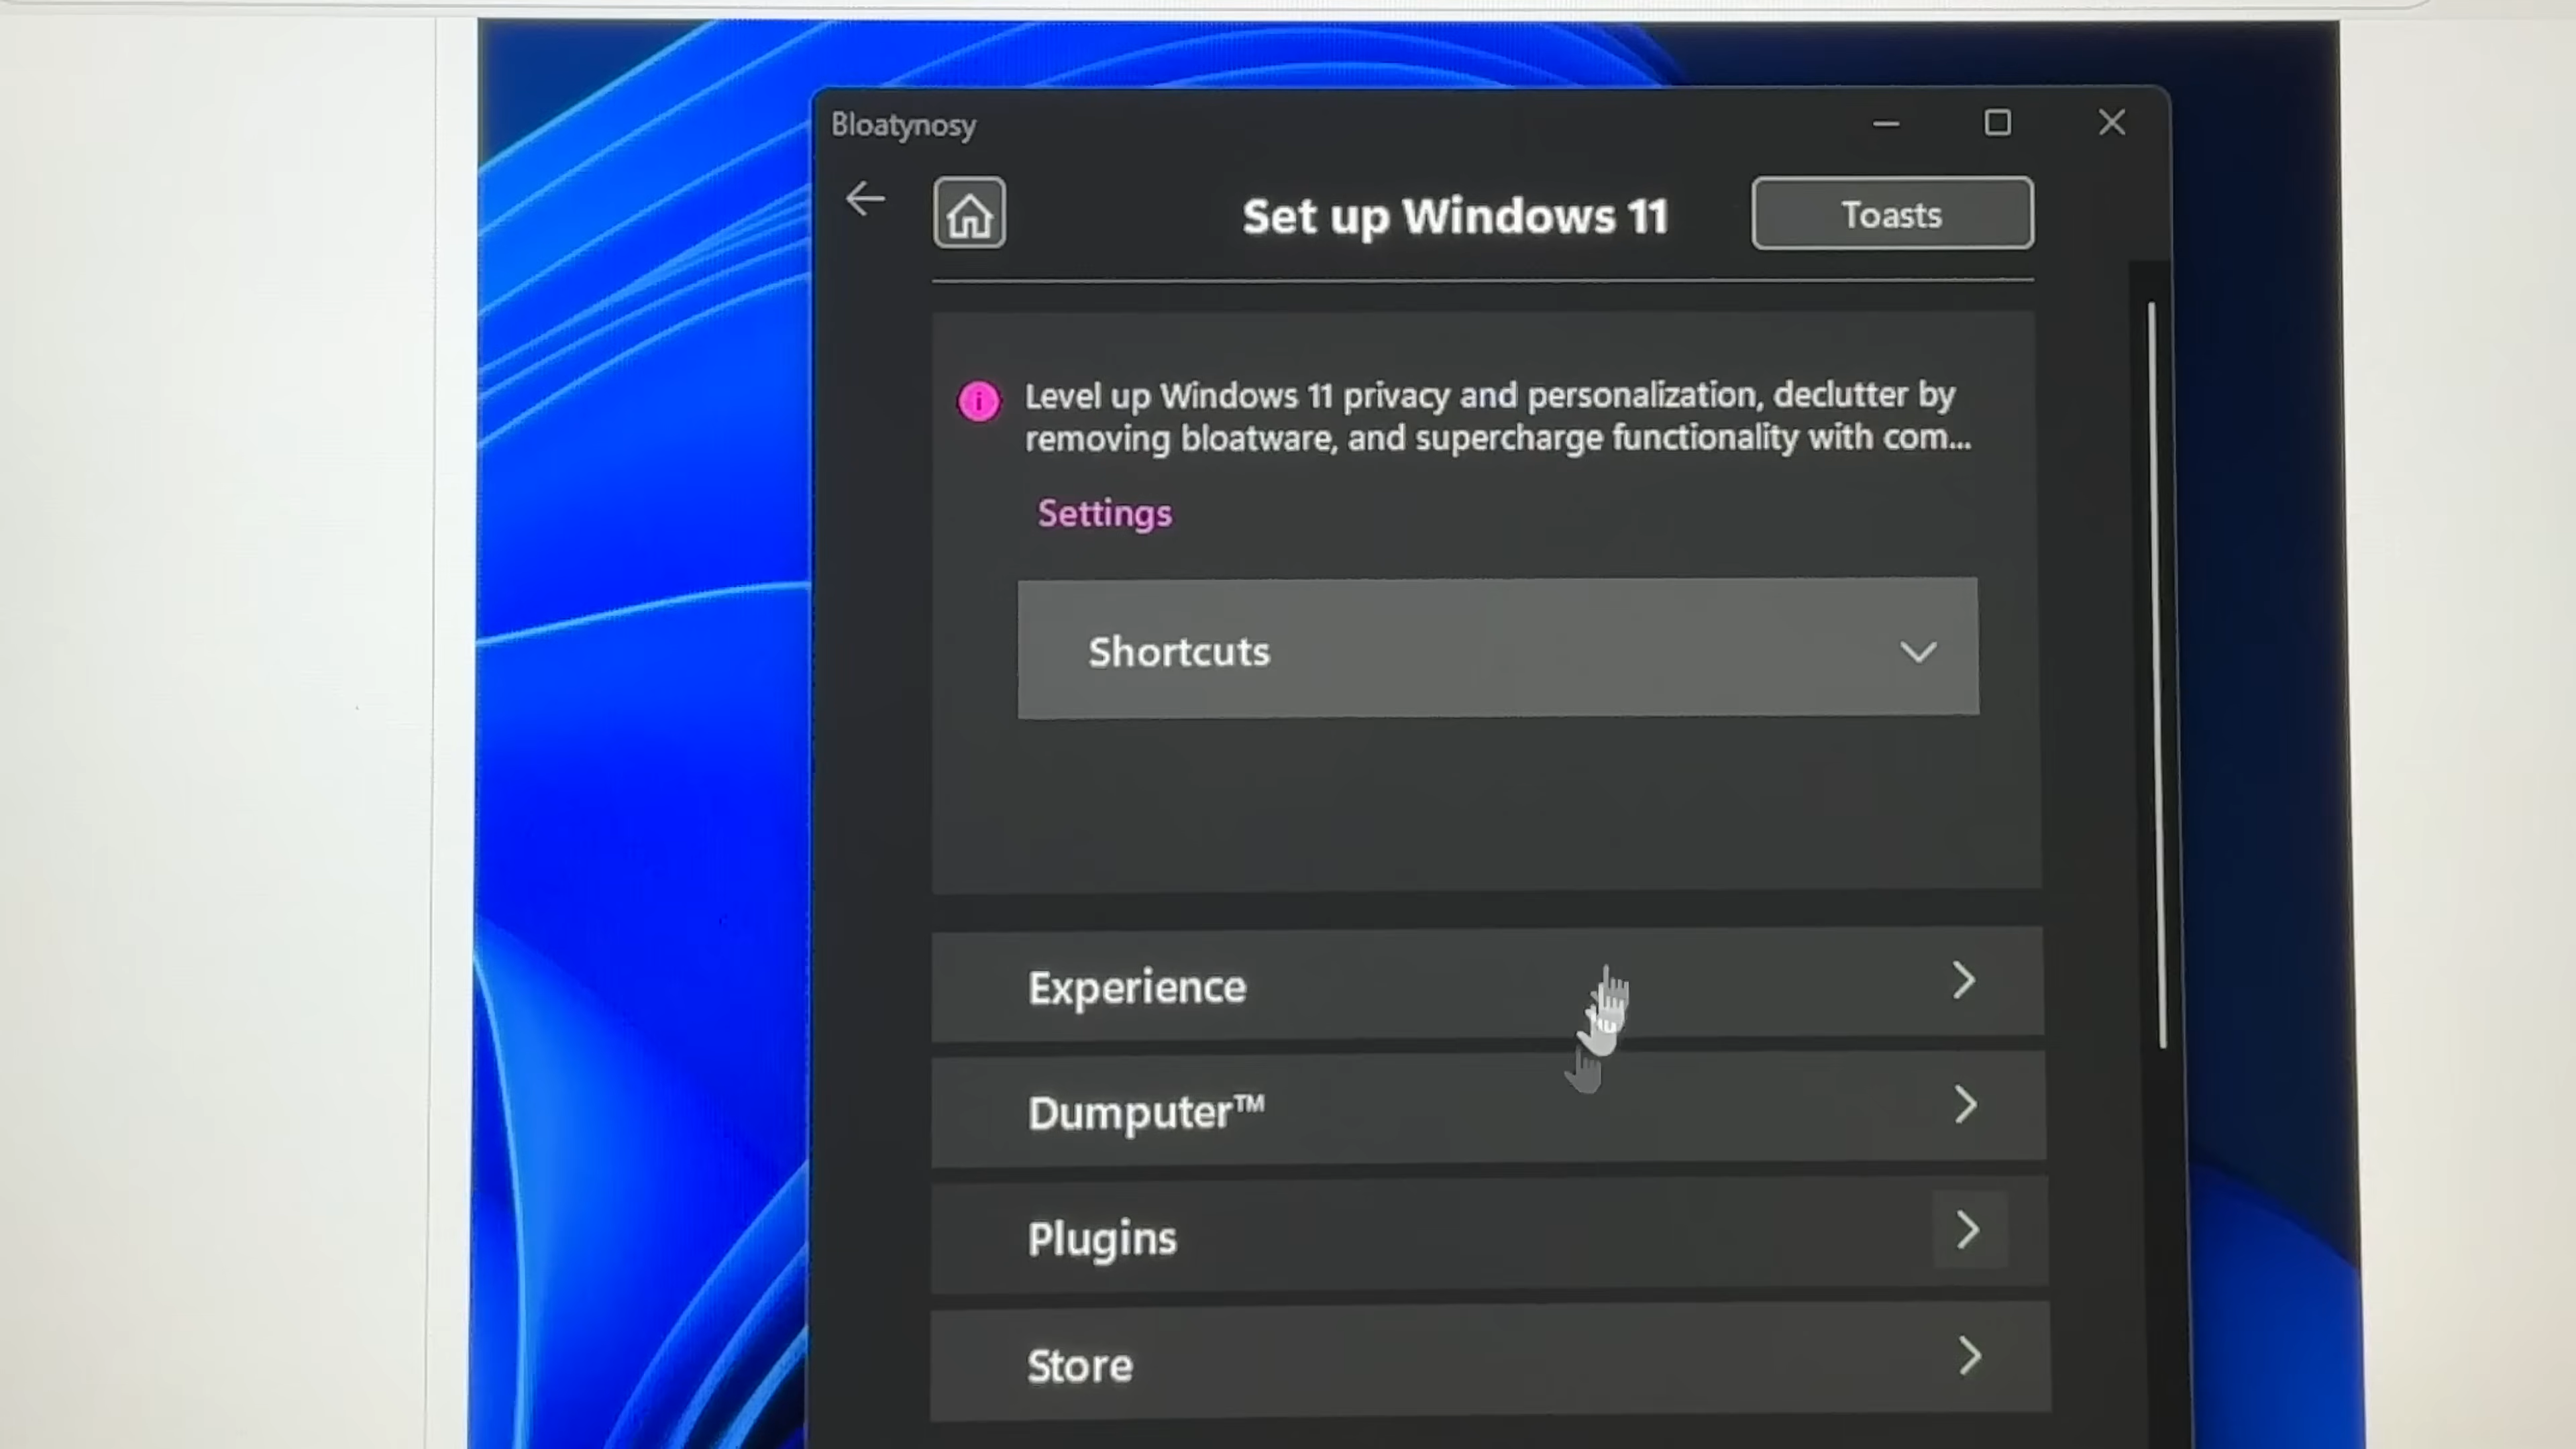 Bloatynosy
Set up Windows 11
Toasts
Level up Windows 11 privacy and personalization, declutter by
removing bloatware, and supercharge functionality with com...
Settings
Shortcuts
Experience
Dumputer™
Plugins
Store